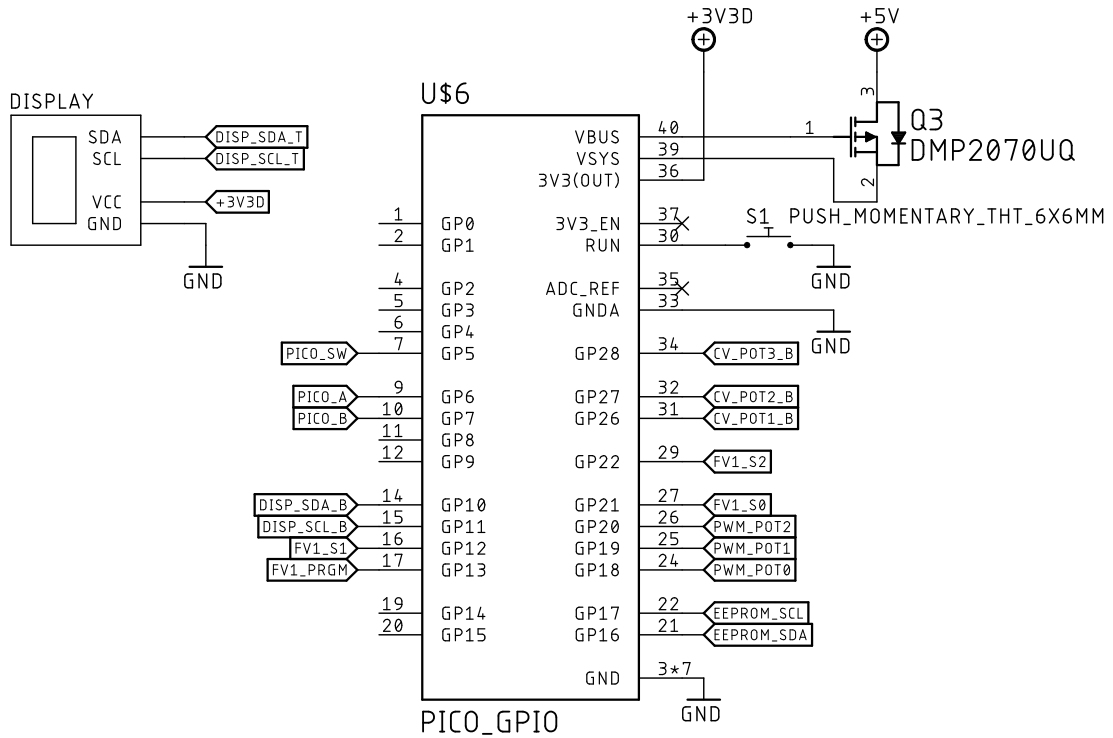 +3V3D
+5V
DISPLAY
SDA
DISP_SDA_T
SCL
DISP_SCL_T
VCC
+3V3D
GND
GND
U$6
VBUS
40
1
3
2
Q3
DMP2070UQ
VSYS
39
3V3(OUT)
36
1
GP0
3V3_EN
37
S1
PUSH_MOMENTARY_THT_6X6MM
2
GP1
RUN
30
GND
4
GP2
ADC_REF
35
5
GP3
GNDA
33
6
GP4
GND
PICO_SW
7
GP5
GP28
34
CV_POT3_B
PICO_A
9
GP6
GP27
32
CV_POT2_B
PICO_B
10
GP7
GP26
31
CV_POT1_B
11
GP8
12
GP9
GP22
29
FV1_S2
DISP_SDA_B
14
GP10
GP21
27
FV1_S0
DISP_SCL_B
15
GP11
GP20
26
PWM_POT2
FV1_S1
16
GP12
GP19
25
PWM_POT1
FV1_PRGM
17
GP13
GP18
24
PWM_POT0
19
GP14
GP17
22
EEPROM_SCL
20
GP15
GP16
21
EEPROM_SDA
GND
3*7
GND
PICO_GPIO